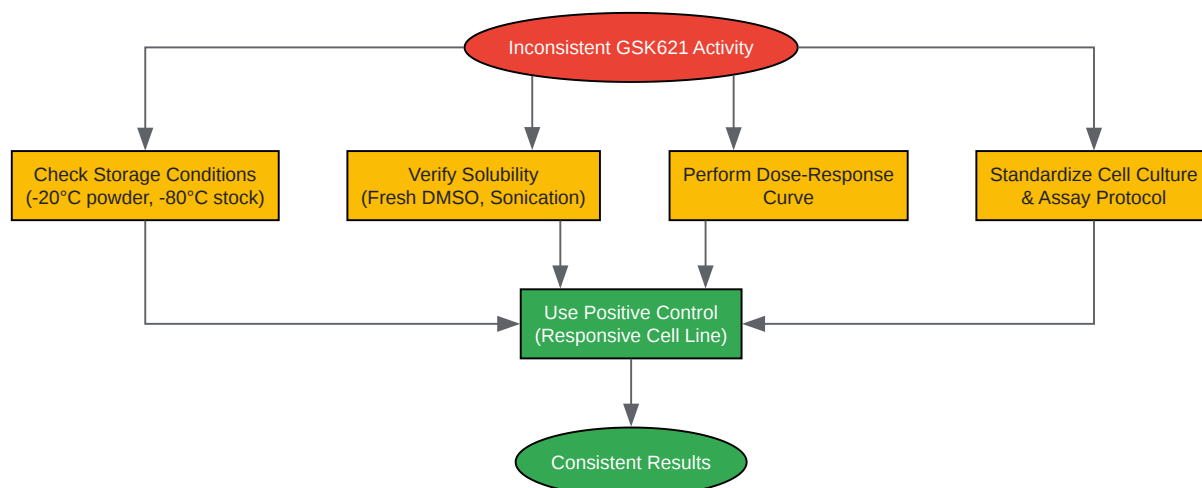 Inconsistent GSK621 Activity
Check Storage Conditions
(-20°C powder, -80°C stock)
Verify Solubility
(Fresh DMSO, Sonication)
Perform Dose-Response
Curve
Standardize Cell Culture
& Assay Protocol
Use Positive Control
(Responsive Cell Line)
Consistent Results